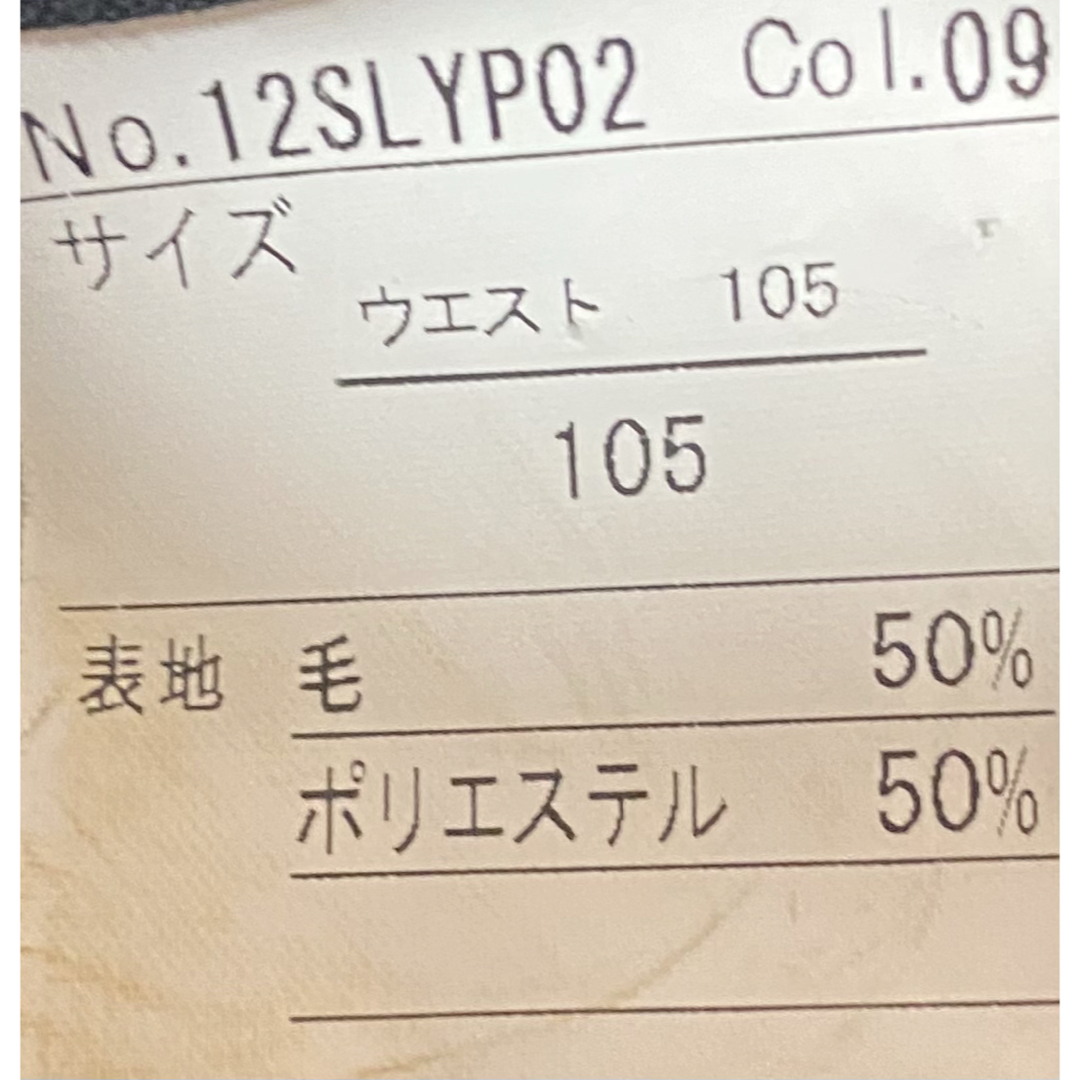 No.12SLYP02 Col.09
サイズ
ウエスト 105
105
表地 毛 50%
ポリエステル 50%